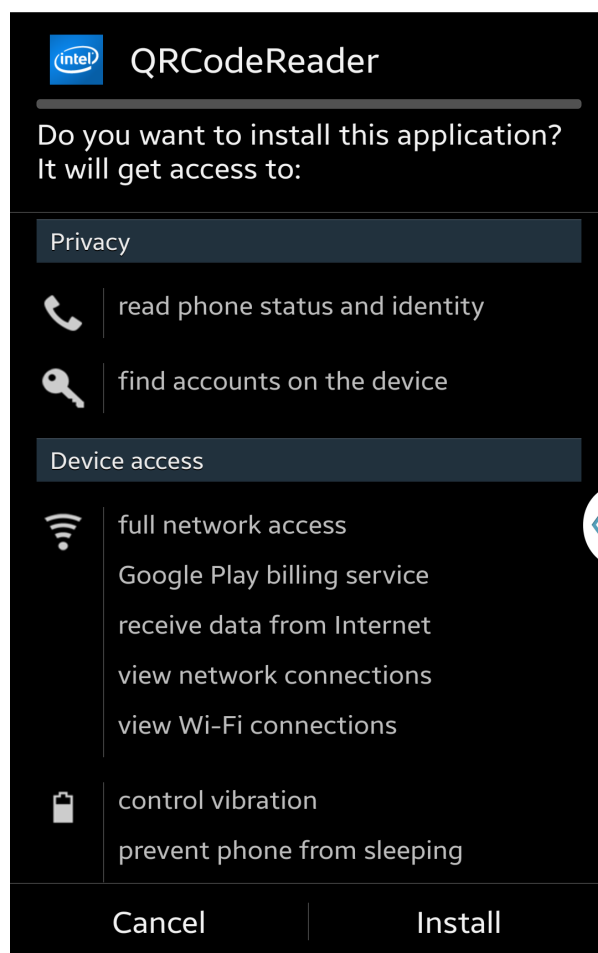 intel
QRCodeReader
Do you want to install this application?
It will get access to:
Privacy
read phone status and identity
find accounts on the device
Device access
full network access
Google Play billing service
receive data from Internet
view network connections
view Wi-Fi connections
control vibration
prevent phone from sleeping
Cancel
Install